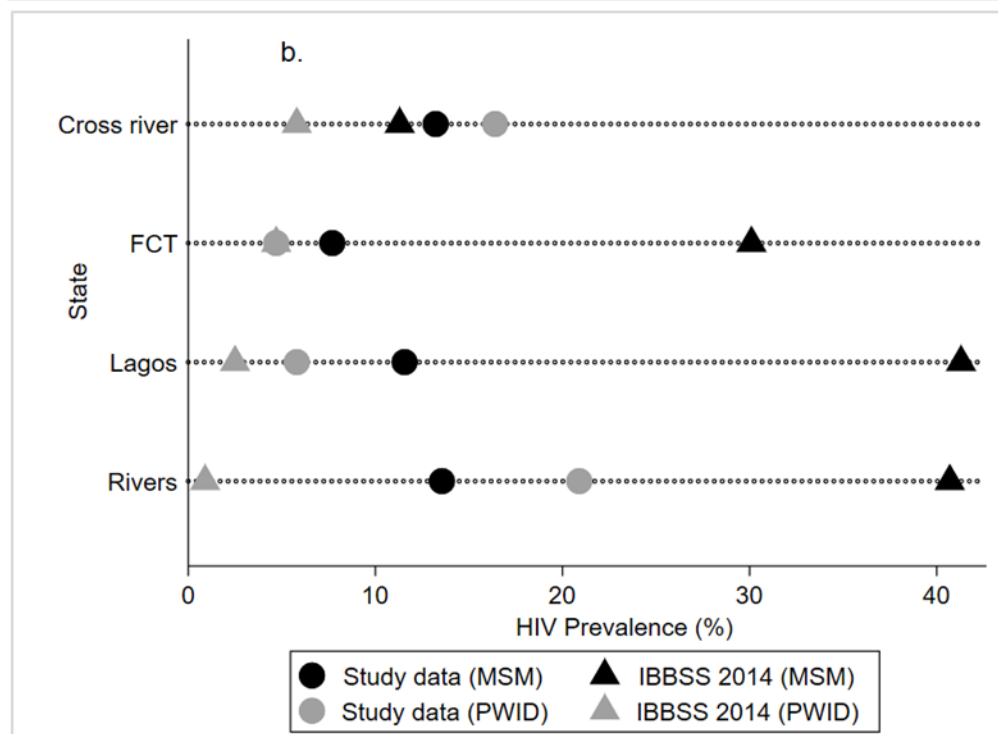 b.
Cross river
FCT
Lagos
Rivers
State
0 10 20 30 40
HIV Prevalence (%)
Study data (MSM) IBBSS 2014 (MSM)
Study data (PWID) IBBSS 2014 (PWID)